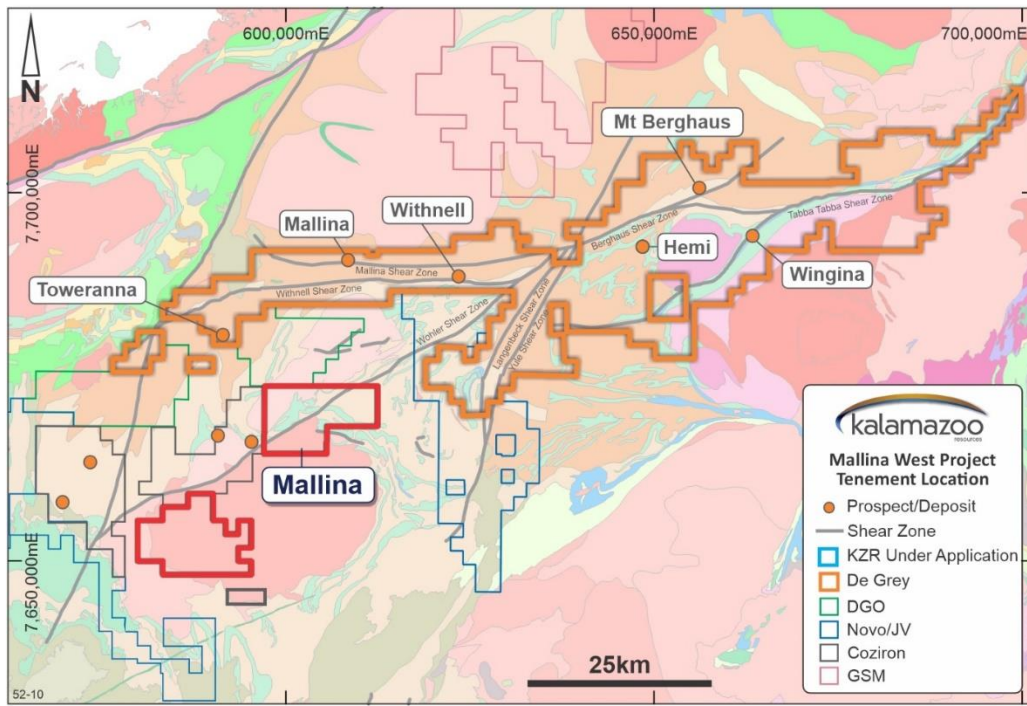 600,000mE
650,000mE
700,000mE
N
7,700,000mE
7,650,000mE
Mt Berghaus
Withnell
Mallina
Toweranna
Hemi
Wingina
Tabba Tabba Shear Zone
Berghaus Shear Zone
Mallina Shear Zone
Withnell Shear Zone
Wohler Shear Zone
Langenbeck Shear Zone
Yule Shear Zone
Mallina
kalamazoo
RESOURCES
Mallina West Project
Tenement Location
Prospect/Deposit
Shear Zone
KZR Under Application
De Grey
DGO
Novo/JV
Coziron
GSM
25km
52-10